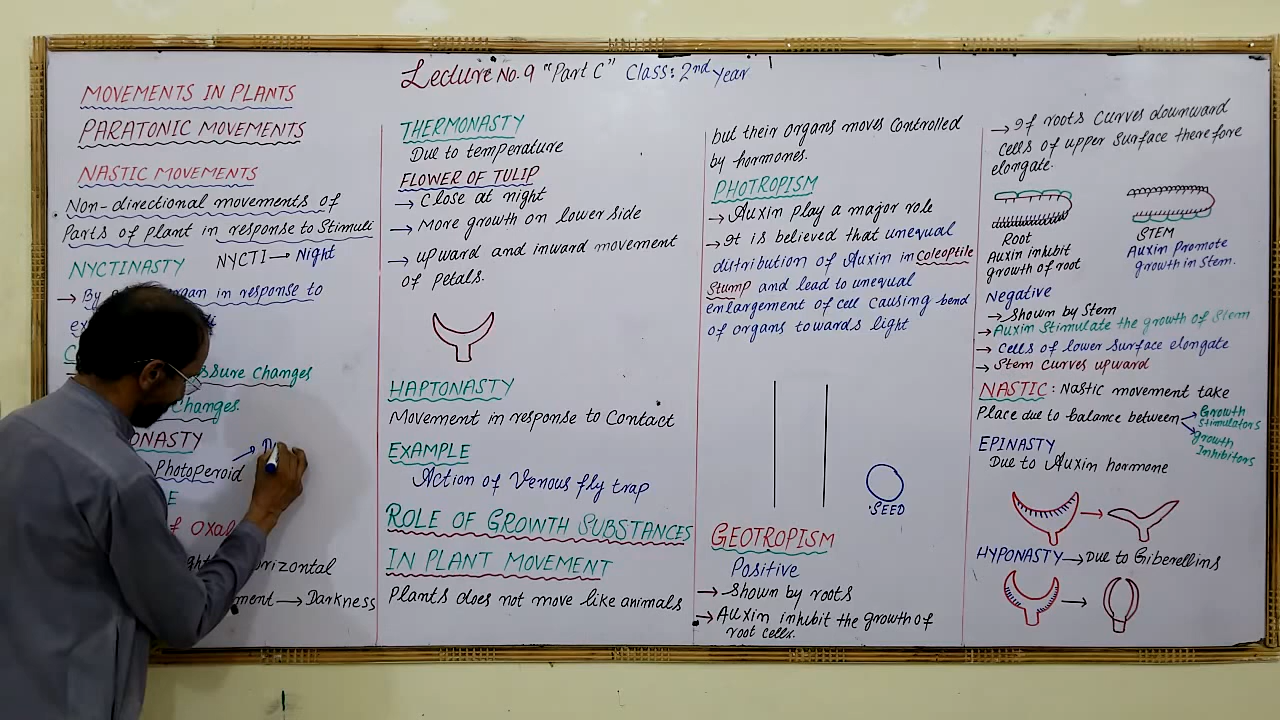 Lecture No. 9 "Part C" Class: 2nd Year
MOVEMENTS IN PLANTS
PARATONIC MOVEMENTS
NASTIC MOVEMENTS
Non-directional movements of
Parts of plant in response to Stimuli
NYCTINASTY NYCTI → Night
→ By in response to
ssure changes
Changes.
ONASTY
Photoperoid
E
of
orizontal
ment → Darkness
THERMONASTY
Due to temperature
FLOWER OF TULIP
→ Close at night
→ More growth on lower side
→ upward and inward movement
of petals.
HAPTONASTY
Movement in response to Contact
EXAMPLE
Action of Venous fly trap
ROLE OF GROWTH SUBSTANCES
IN PLANT MOVEMENT
Plants does not move like animals
but their organs moves controlled
by hormones.
PHOTROPISM
→ Auxin play a major role
→ It is believed that unequal
distribution of Auxin in Coleoptile
Stump and lead to unequal
enlargement of cell causing bend
of organs towards light
SEED
GEOTROPISM
Positive
→ Shown by roots
→ Auxin inhibit the growth of
root cells.
→ If roots curves downward
cells of upper surface therefore
elongate.
ROOT
Auxin inhibit
growth of root
STEM
Auxin Promote
growth in stem.
Negative
→ Shown by Stem
→ Auxin Stimulate the growth of Stem
→ Cells of lower surface elongate
→ Stem curves upward
NASTIC: Nastic movement take
Place due to balance between
Growth
Stimulators
growth
Inhibitors
EPINASTY
Due to Auxin hormone
HYPONASTY → Due to Giberellins